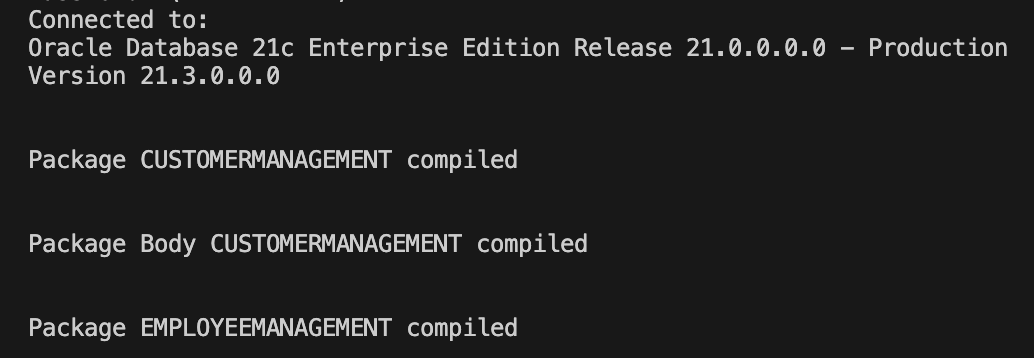 Connected to:
Oracle Database 21c Enterprise Edition Release 21.0.0.0.0 – Production
Version 21.3.0.0.0
Package CUSTOMERMANAGEMENT compiled
Package Body CUSTOMERMANAGEMENT compiled
Package EMPLOYEEMANAGEMENT compiled